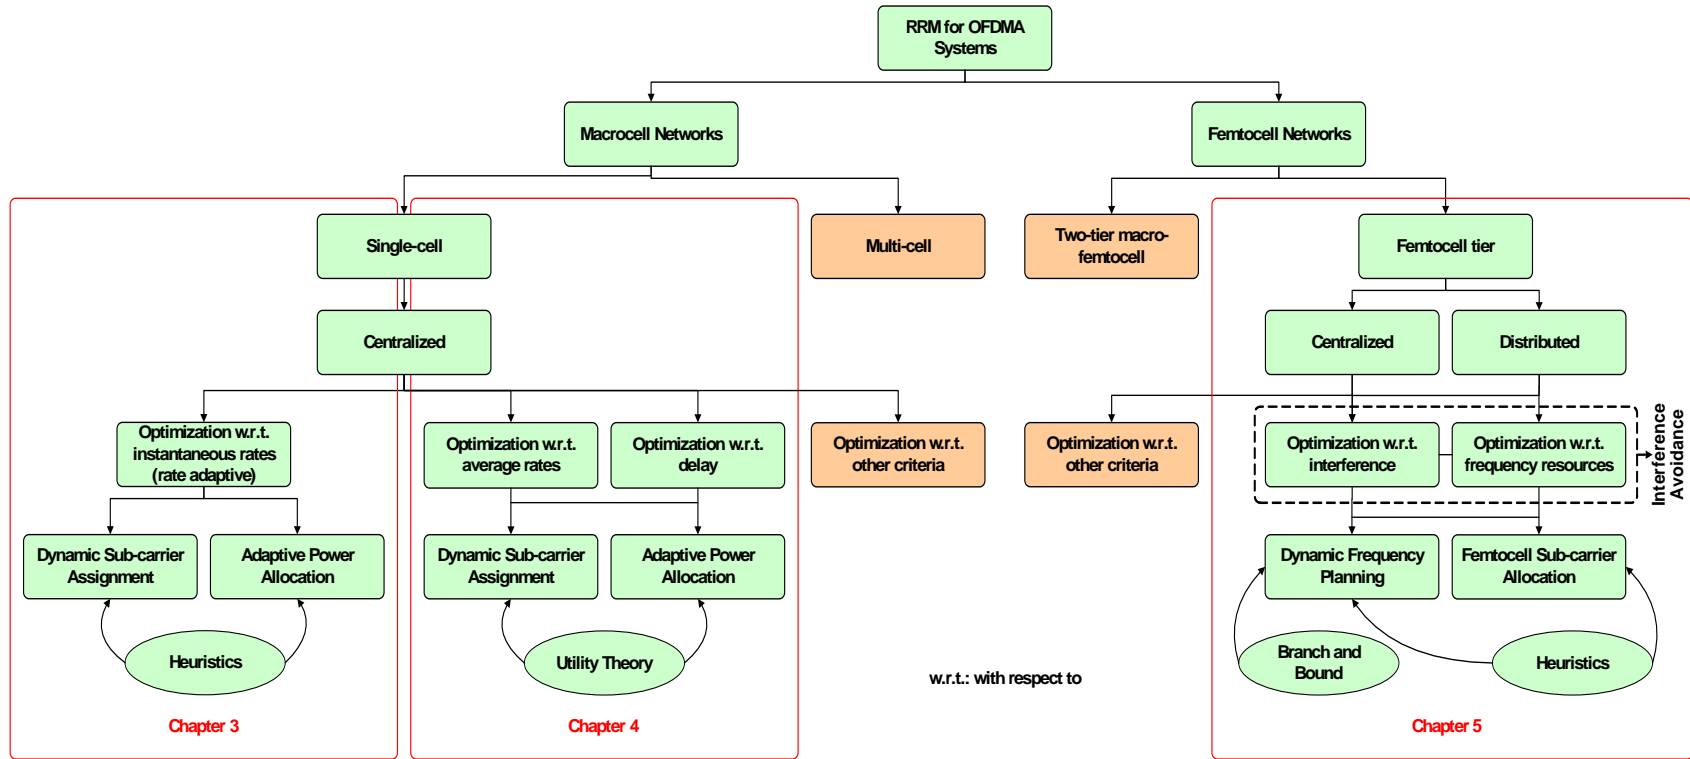 RRM for OFDMA
Systems
Macrocell Networks
Femtocell Networks
Single-cell
Multi-cell
Two-tier macro-
femtocell
Femtocell tier
Centralized
Centralized
Distributed
Optimization w.r.t.
instantaneous rates
(rate adaptive)
Optimization w.r.t.
average rates
Optimization w.r.t.
delay
Optimization w.r.t.
other criteria
Optimization w.r.t.
other criteria
Optimization w.r.t.
interference
Optimization w.r.t.
frequency resources
Interference
Avoidance
Dynamic Sub-carrier
Assignment
Adaptive Power
Allocation
Dynamic Sub-carrier
Assignment
Adaptive Power
Allocation
Dynamic Frequency
Planning
Femtocell Sub-carrier
Allocation
Heuristics
Utility Theory
Branch and
Bound
Heuristics
w.r.t.: with respect to
Chapter 3
Chapter 4
Chapter 5